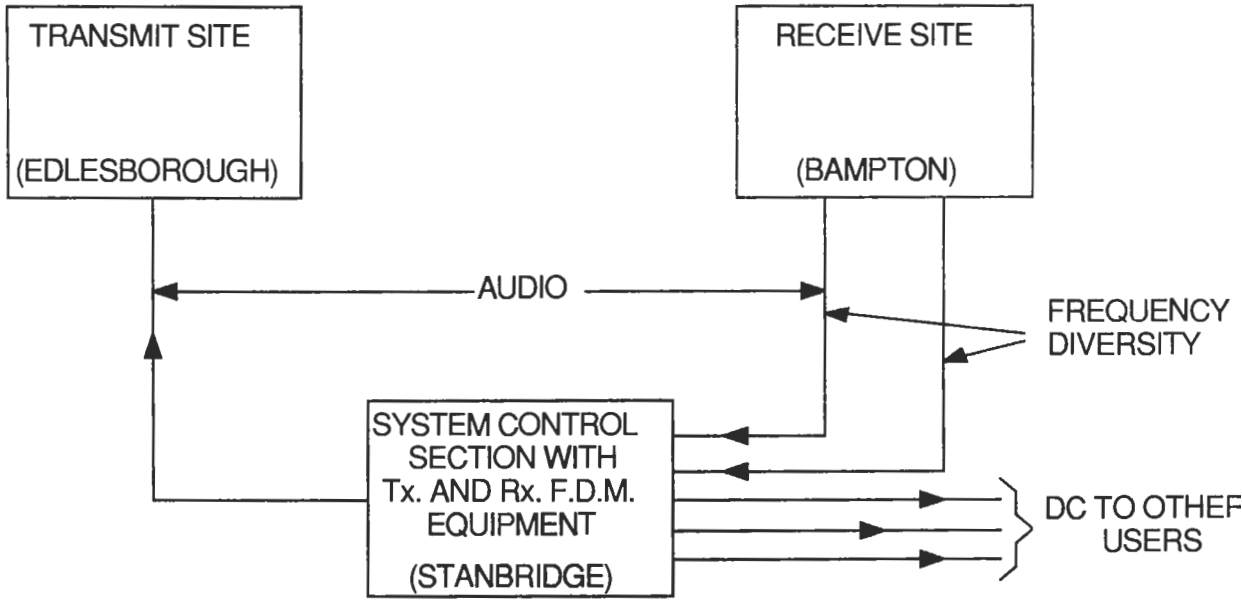 TRANSMIT SITE
(EDLESBOROUGH)
RECEIVE SITE
(BAMPTON)
AUDIO
FREQUENCY
DIVERSITY
SYSTEM CONTROL
SECTION WITH
Tx. AND Rx. F.D.M.
EQUIPMENT
(STANBRIDGE)
DC TO OTHER
USERS